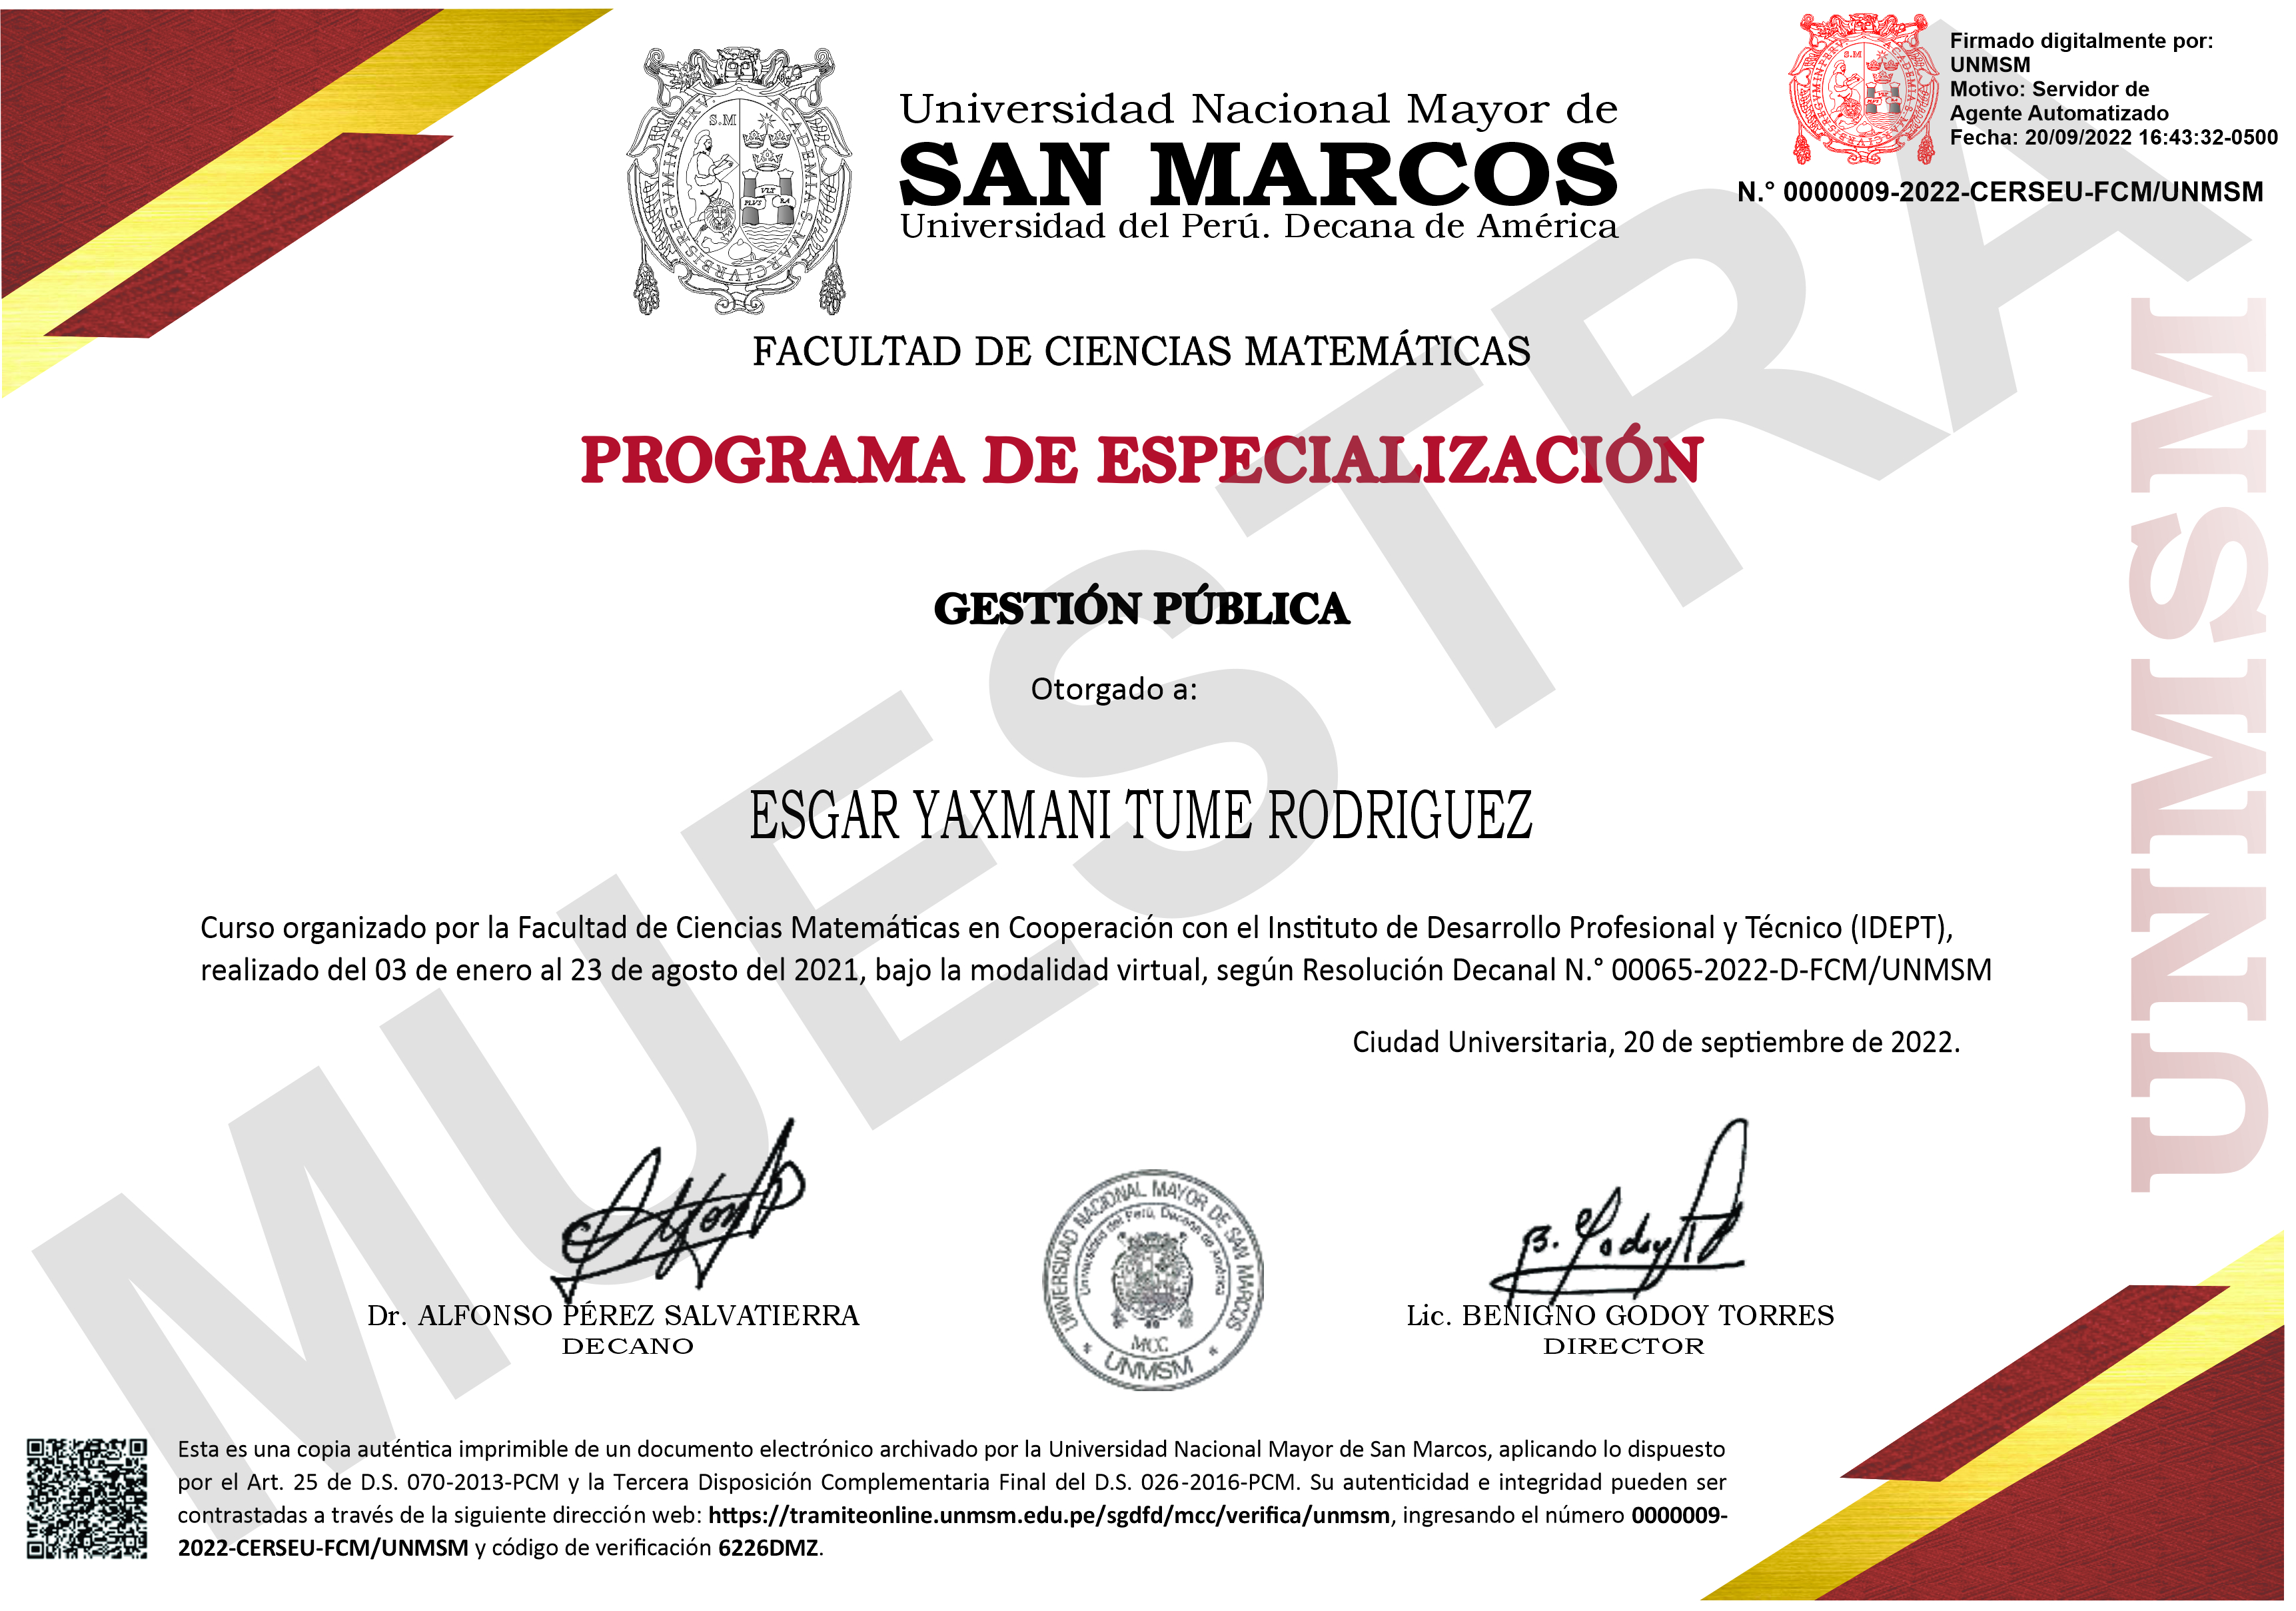 Firmado digitalmente por:
UNMSM
Motivo: Servidor de
Agente Automatizado
Fecha: 20/09/2022 16:43:32-0500
N.° 0000009-2022-CERSEU-FCM/UNMSM
S.M
ACADEMIA S. MARCI VRBIS REGVM IN PERV.
PLVS VLT RA
Universidad Nacional Mayor de
SAN MARCOS
Universidad del Perú. Decana de América
FACULTAD DE CIENCIAS MATEMÁTICAS
PROGRAMA DE ESPECIALIZACIÓN
GESTIÓN PÚBLICA
Otorgado a:
ESGAR YAXMANI TUME RODRIGUEZ
Curso organizado por la Facultad de Ciencias Matemáticas en Cooperación con el Instituto de Desarrollo Profesional y Técnico (IDEPT),
realizado del 03 de enero al 23 de agosto del 2021, bajo la modalidad virtual, según Resolución Decanal N.° 00065-2022-D-FCM/UNMSM
Ciudad Universitaria, 20 de septiembre de 2022.
MUESTRA
UNMSM
Dr. ALFONSO PÉREZ SALVATIERRA
DECANO
UNIVERSIDAD NACIONAL MAYOR DE SAN MARCOS
Universidad del Perú, Decana de América
MCC
* UNMSM *
B. Godoy T
Lic. BENIGNO GODOY TORRES
DIRECTOR
Esta es una copia auténtica imprimible de un documento electrónico archivado por la Universidad Nacional Mayor de San Marcos, aplicando lo dispuesto
por el Art. 25 de D.S. 070-2013-PCM y la Tercera Disposición Complementaria Final del D.S. 026-2016-PCM. Su autenticidad e integridad pueden ser
contrastadas a través de la siguiente dirección web: https://tramiteonline.unmsm.edu.pe/sgdfd/mcc/verifica/unmsm, ingresando el número 0000009-
2022-CERSEU-FCM/UNMSM y código de verificación 6226DMZ.